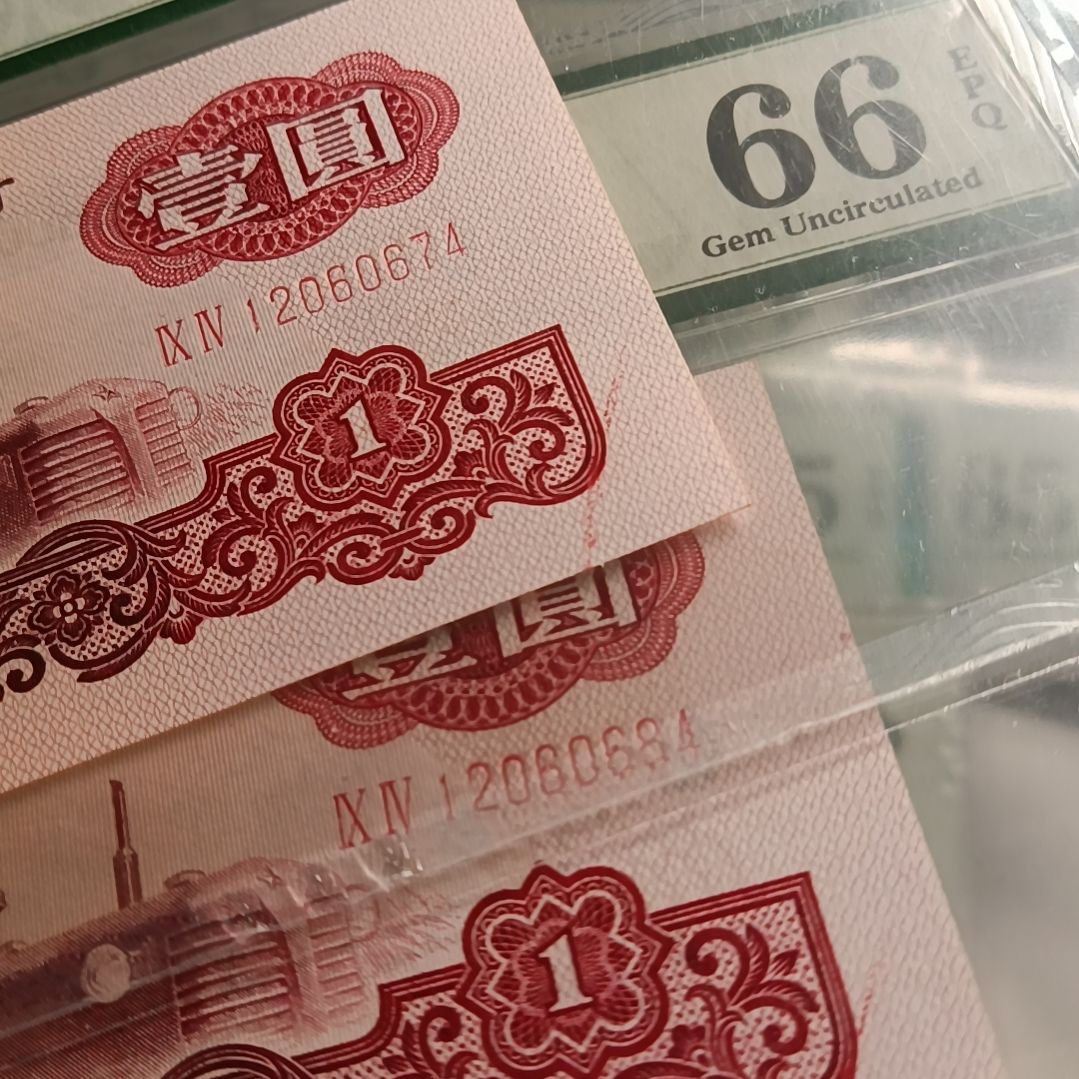 壹圓
ⅨⅣ 12060674
1
66
EPQ
Gem Uncirculated
壹圓
ⅨⅣ 12060684
1